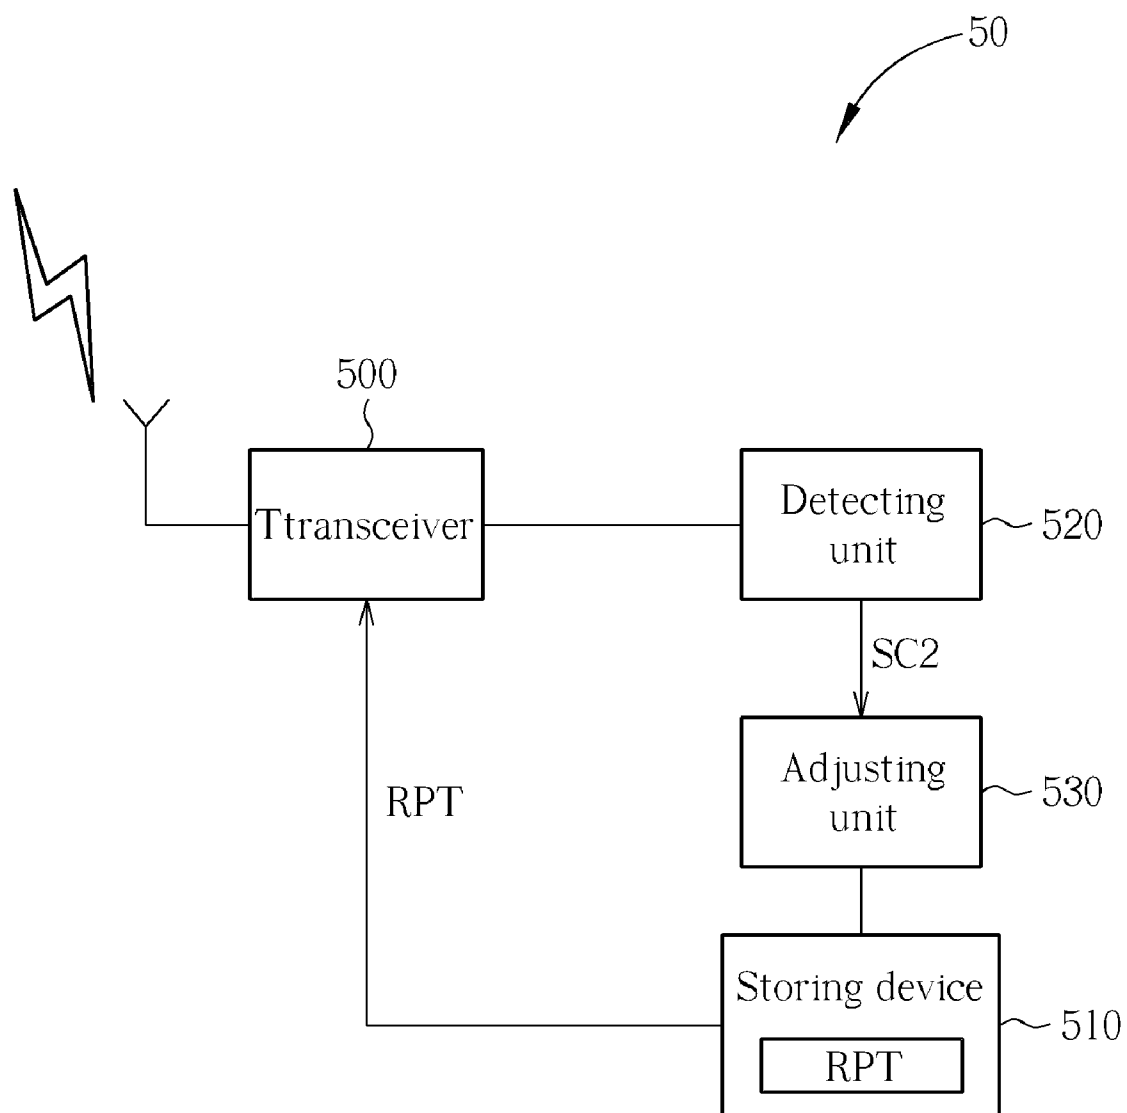 50
500
Ttransceiver
Detecting
unit
520
SC2
Adjusting
unit
530
RPT
Storing device
510
RPT